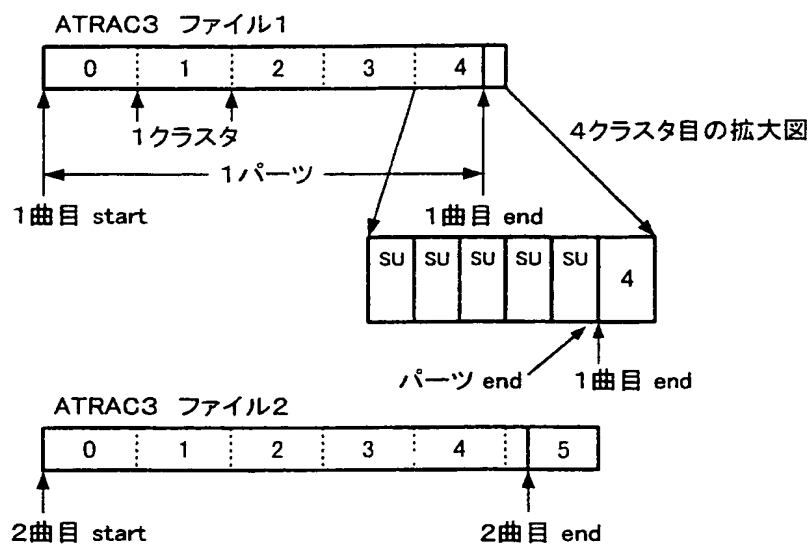 ATRAC3 ファイル1
0 1 2 3 4
1クラスタ
4クラスタ目の拡大図
1パーツ
1曲目 start
1曲目 end
SU SU SU SU SU 4
パーツ end 1曲目 end
ATRAC3 ファイル2
0 1 2 3 4 5
2曲目 start 2曲目 end